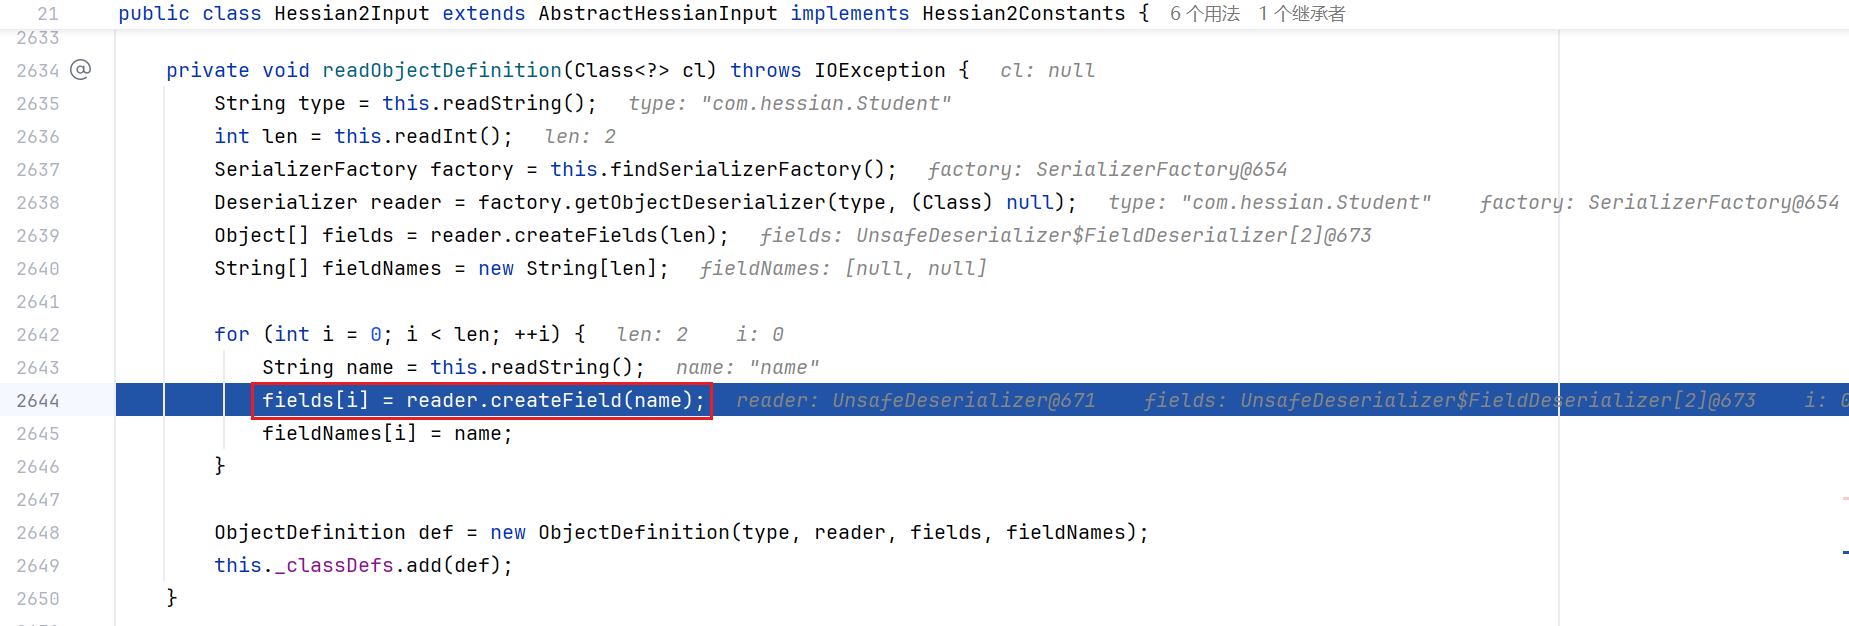 21 public class Hessian2Input extends AbstractHessianInput implements Hessian2Constants { 6 个用法 1 个继承者
2633
2634 @ private void readObjectDefinition(Class<?> cl) throws IOException { cl: null
2635 String type = this.readString(); type: "com.hessian.Student"
2636 int len = this.readInt(); len: 2
2637 SerializerFactory factory = this.findSerializerFactory(); factory: SerializerFactory@654
2638 Deserializer reader = factory.getObjectDeserializer(type, (Class) null); type: "com.hessian.Student" factory: SerializerFactory@654
2639 Object[] fields = reader.createFields(len); fields: UnsafeDeserializer$FieldDeserializer[2]@673
2640 String[] fieldNames = new String[len]; fieldNames: [null, null]
2641
2642 for (int i = 0; i < len; ++i) { len: 2 i: 0
2643 String name = this.readString(); name: "name"
2644 fields[i] = reader.createField(name); reader: UnsafeDeserializer@671 fields: UnsafeDeserializer$FieldDeserializer[2]@673 i: 0
2645 fieldNames[i] = name;
2646 }
2647
2648 ObjectDefinition def = new ObjectDefinition(type, reader, fields, fieldNames);
2649 this._classDefs.add(def);
2650 }